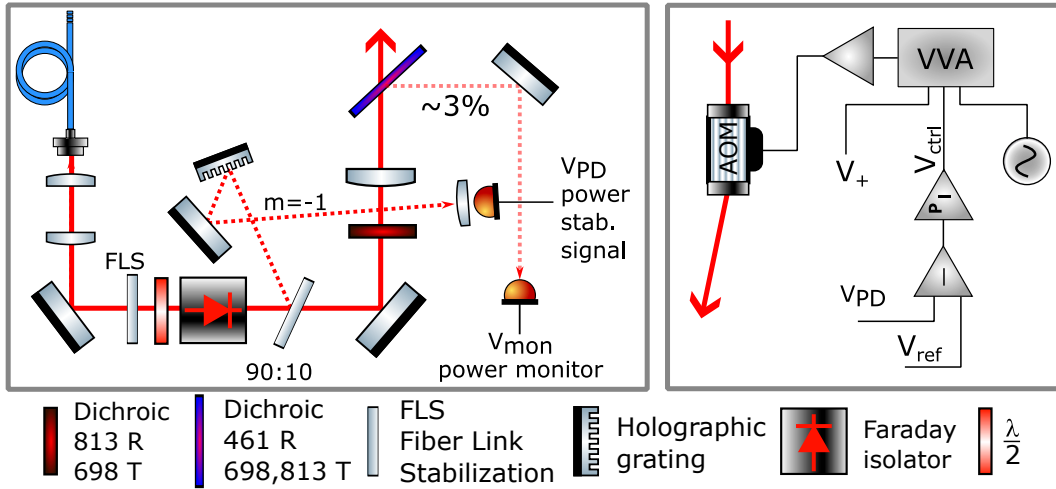 ~3%
m=-1
VPD
power
stab.
signal
FLS
90:10
Vmon
power monitor
VVA
AOM
V+
Vctrl
P
I
−
VPD
Vref
Dichroic
813 R
698 T
Dichroic
461 R
698,813 T
FLS
Fiber Link
Stabilization
Holographic
grating
Faraday
isolator
λ
2